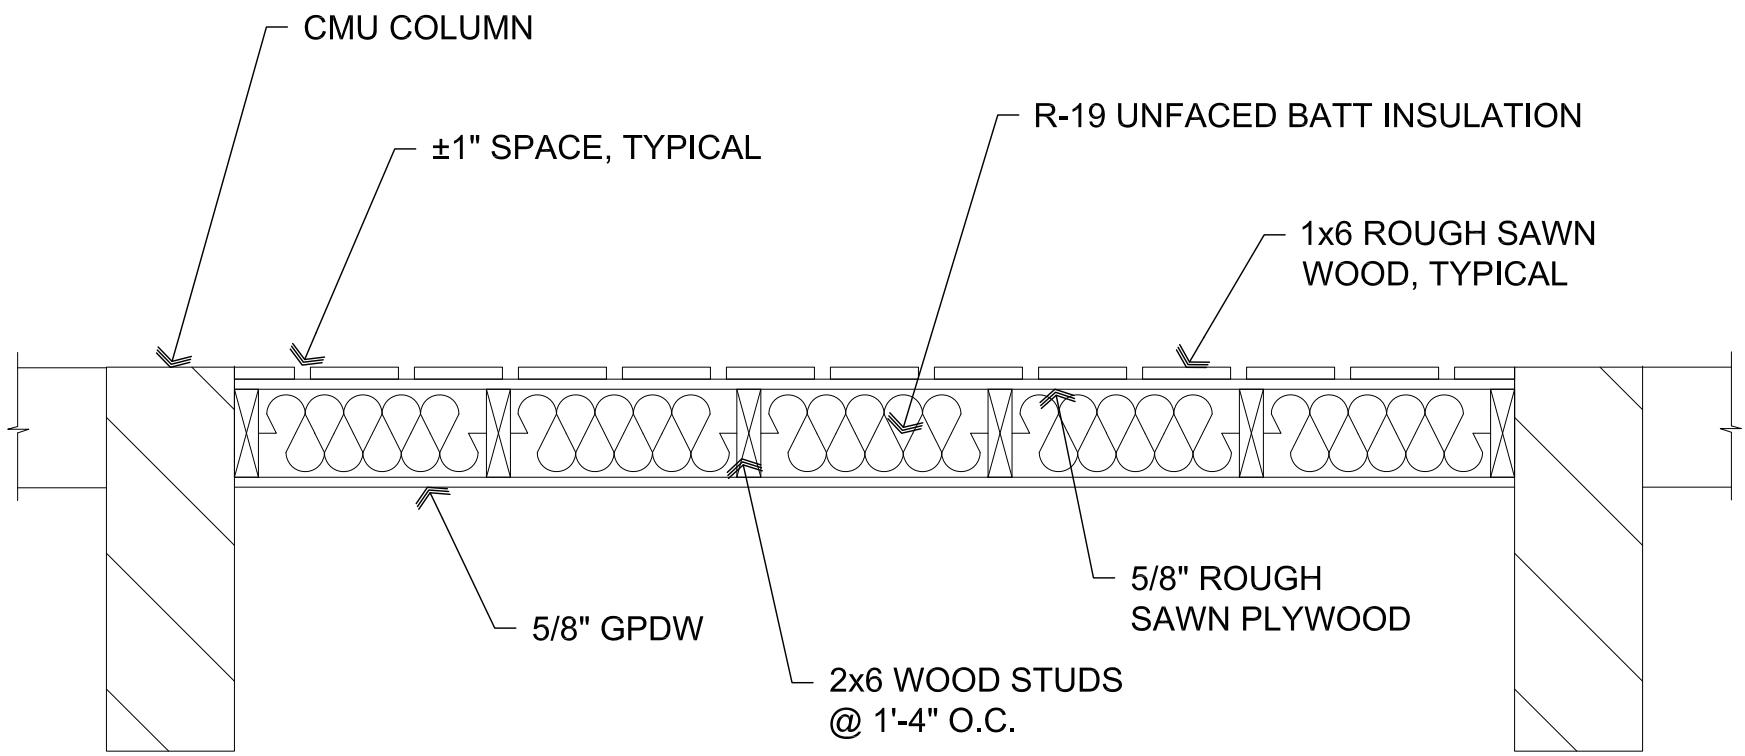 CMU COLUMN
±1" SPACE, TYPICAL
R-19 UNFACED BATT INSULATION
1x6 ROUGH SAWN
WOOD, TYPICAL
5/8" ROUGH
SAWN PLYWOOD
5/8" GPDW
2x6 WOOD STUDS
@ 1'-4" O.C.